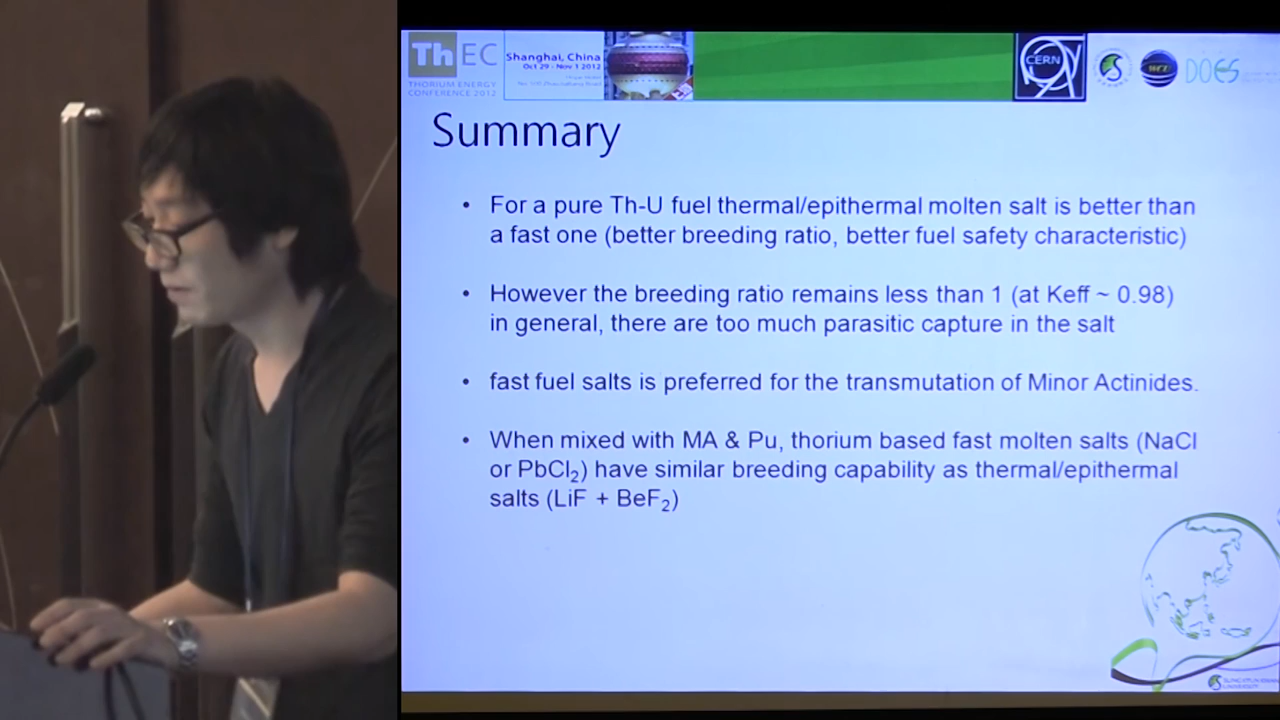 ThEC
THORIUM ENERGY
CONFERENCE 2012
Shanghai, China
Oct 29 - Nov 1 2012
CERN
WCU
DOES
Summary
• For a pure Th-U fuel thermal/epithermal molten salt is better than
a fast one (better breeding ratio, better fuel safety characteristic)
• However the breeding ratio remains less than 1 (at Keff ~ 0.98)
in general, there are too much parasitic capture in the salt
• fast fuel salts is preferred for the transmutation of Minor Actinides.
• When mixed with MA & Pu, thorium based fast molten salts (NaCl
or PbCl₂) have similar breeding capability as thermal/epithermal
salts (LiF + BeF₂)
UNIVERSITY